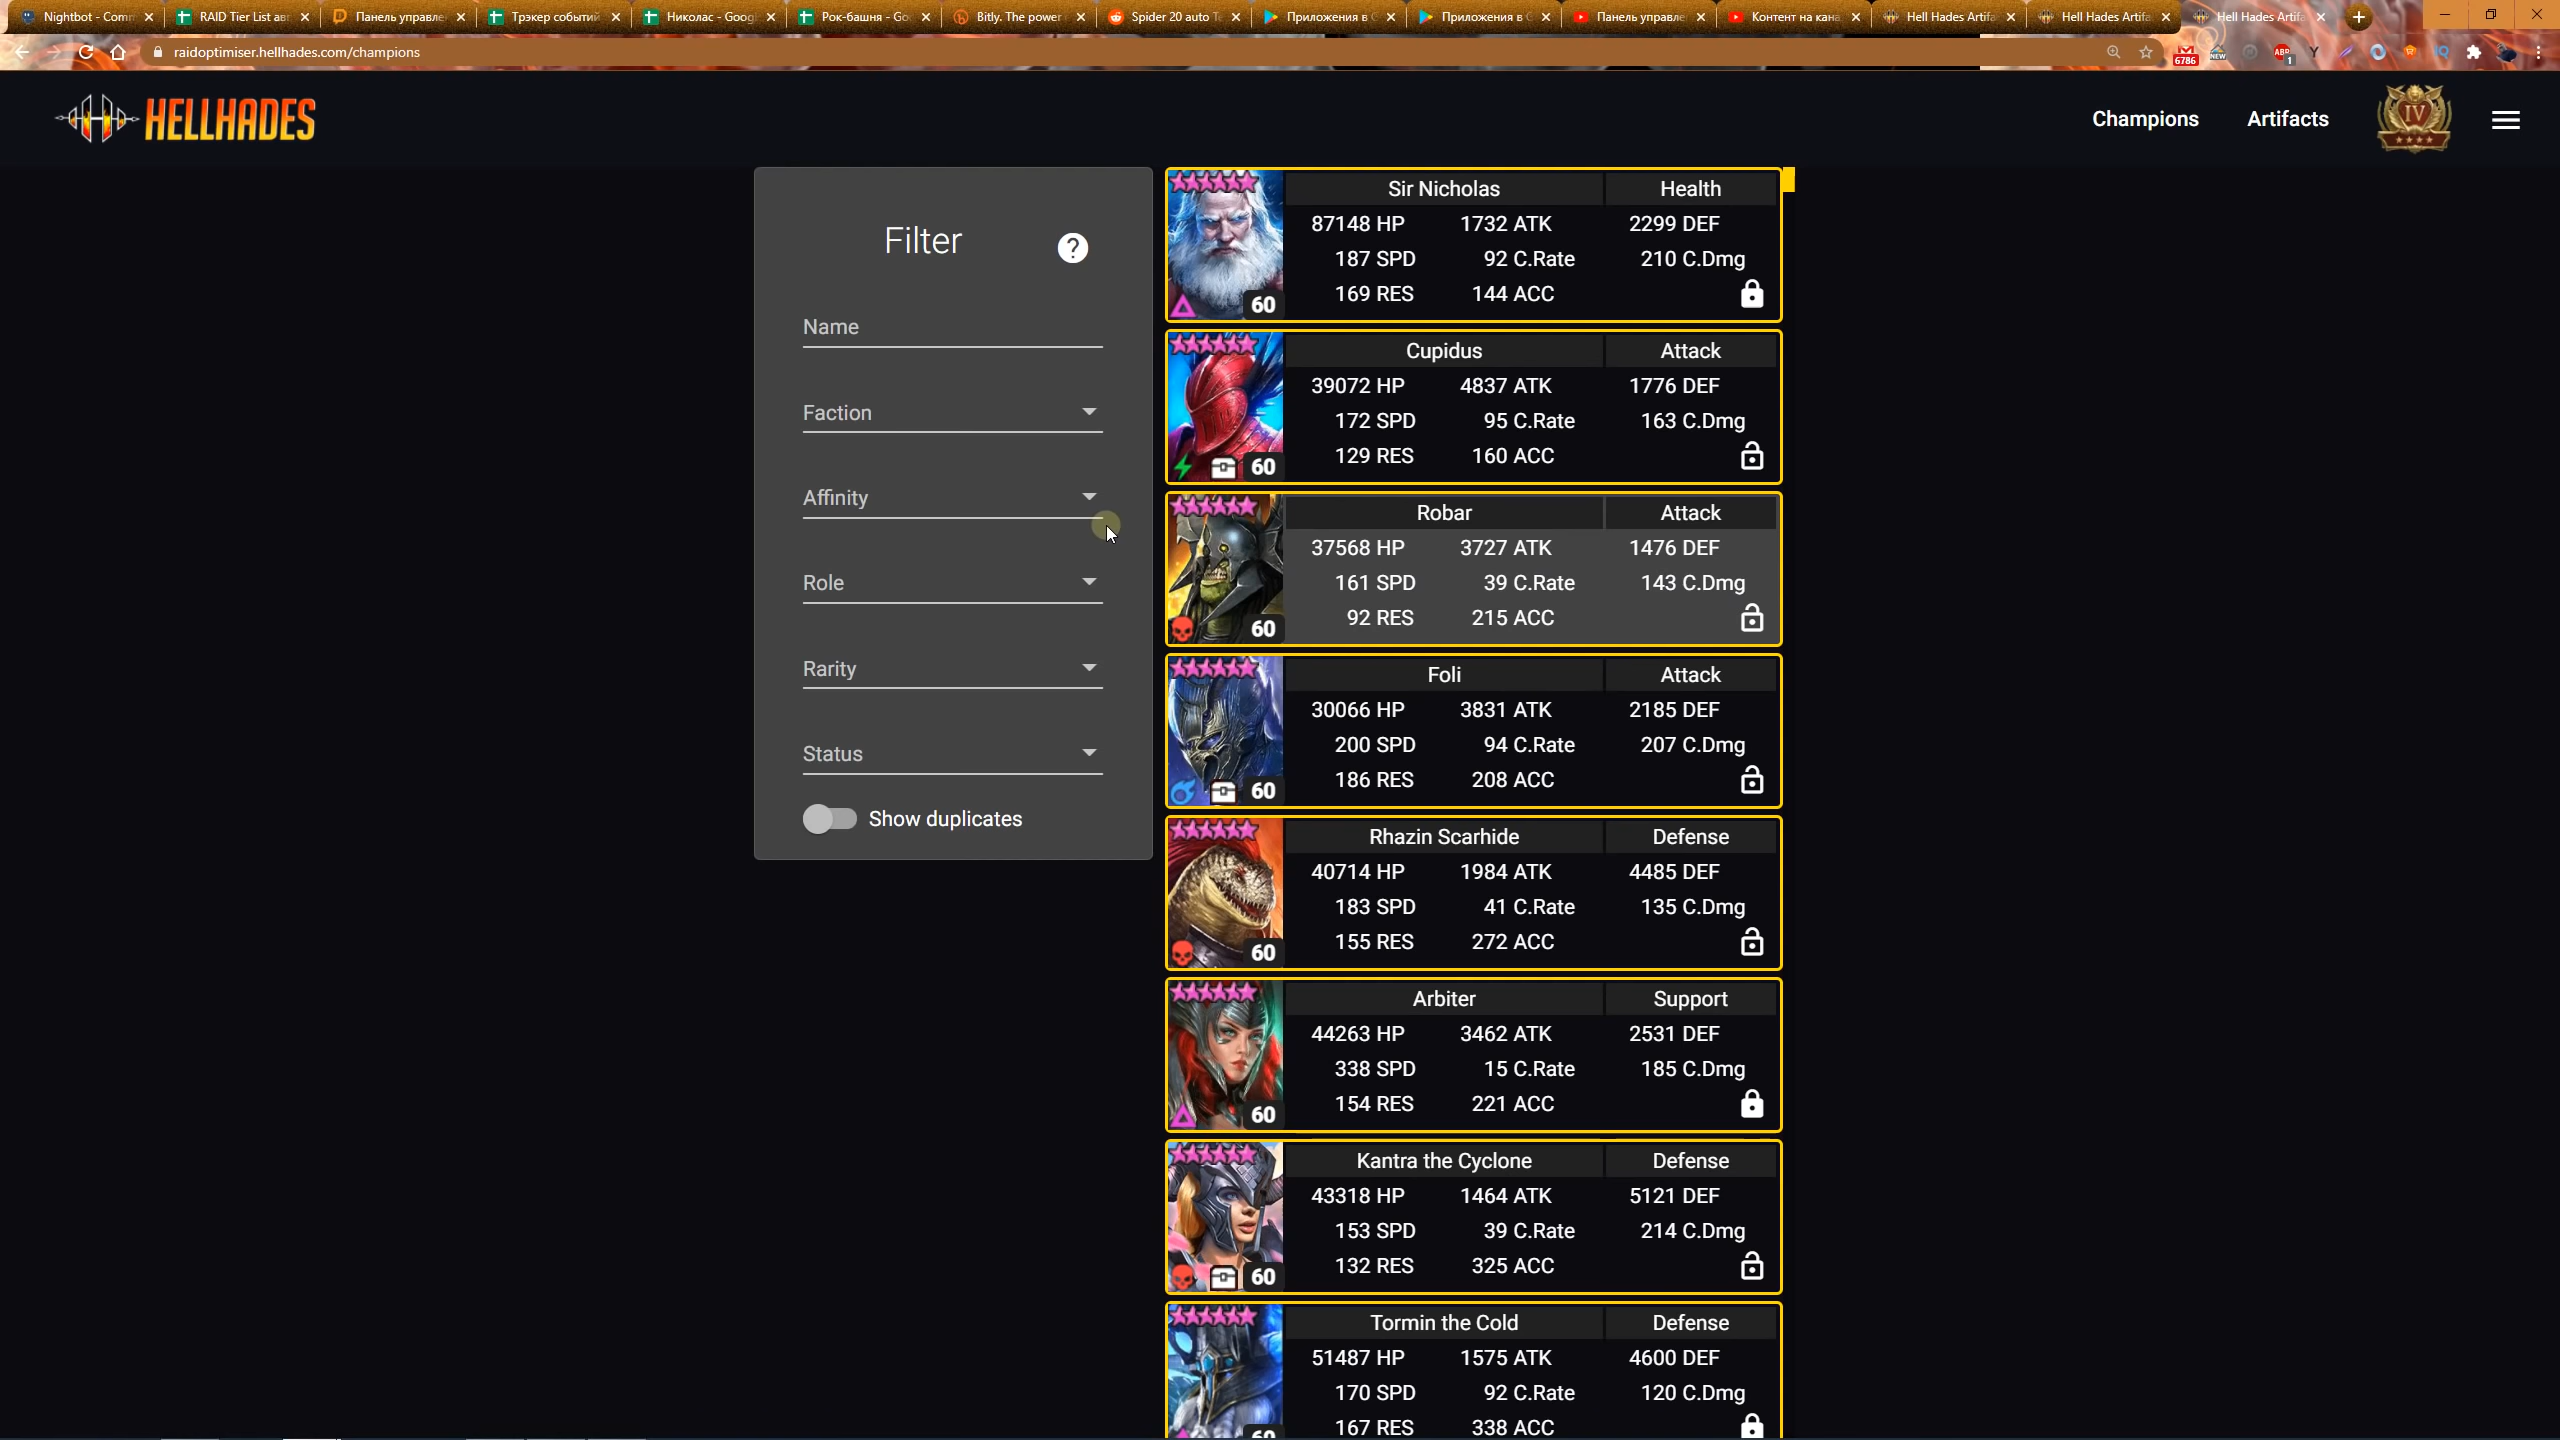 Nightbot - Com
RAID Tier List авг
Панель управле
Трэкер событий
Николас - Goog
Рок-башня - Go
Bitly. The power
Spider 20 auto Te
Приложения в G
Приложения в G
Панель управле
Контент на кана
Hell Hades Artifa
Hell Hades Artifa
Hell Hades Artifa
raidoptimiser.hellhades.com/champions
6786
NEW
ABP
1
HELLHADES
Champions
Artifacts
IV
Filter
?
Name
Faction
Affinity
Role
Rarity
Status
Show duplicates
Sir Nicholas Health
87148 HP 1732 ATK 2299 DEF
187 SPD 92 C.Rate 210 C.Dmg
169 RES 144 ACC
60
Cupidus Attack
39072 HP 4837 ATK 1776 DEF
172 SPD 95 C.Rate 163 C.Dmg
129 RES 160 ACC
60
Robar Attack
37568 HP 3727 ATK 1476 DEF
161 SPD 39 C.Rate 143 C.Dmg
92 RES 215 ACC
60
Foli Attack
30066 HP 3831 ATK 2185 DEF
200 SPD 94 C.Rate 207 C.Dmg
186 RES 208 ACC
60
Rhazin Scarhide Defense
40714 HP 1984 ATK 4485 DEF
183 SPD 41 C.Rate 135 C.Dmg
155 RES 272 ACC
60
Arbiter Support
44263 HP 3462 ATK 2531 DEF
338 SPD 15 C.Rate 185 C.Dmg
154 RES 221 ACC
60
Kantra the Cyclone Defense
43318 HP 1464 ATK 5121 DEF
153 SPD 39 C.Rate 214 C.Dmg
132 RES 325 ACC
60
Tormin the Cold Defense
51487 HP 1575 ATK 4600 DEF
170 SPD 92 C.Rate 120 C.Dmg
167 RES 338 ACC
60